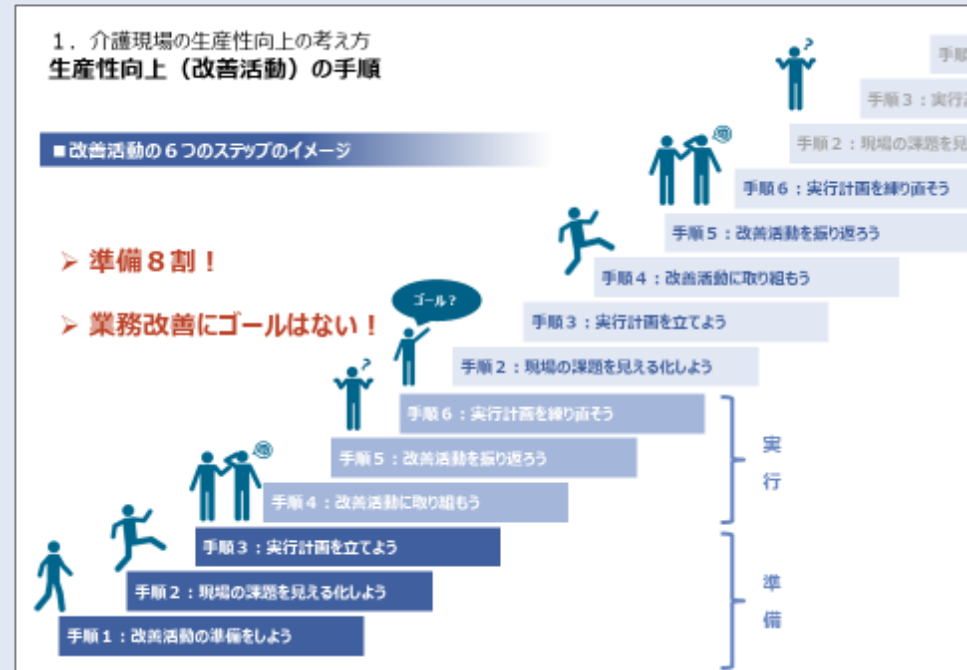 1．介護現場の生産性向上の考え方
生産性向上（改善活動）の手順
■改善活動の６つのステップのイメージ
➢ 準備８割！
➢ 業務改善にゴールはない！
手順
手順３：実行
手順２：現場の課題を見
手順６：実行計画を練り直そう
手順５：改善活動を振り返ろう
手順４：改善活動に取り組もう
手順３：実行計画を立てよう
手順２：現場の課題を見える化しよう
ゴール？
手順６：実行計画を練り直そう
手順５：改善活動を振り返ろう
手順４：改善活動に取り組もう
実行
手順３：実行計画を立てよう
手順２：現場の課題を見える化しよう
手順１：改善活動の準備をしよう
準備
?
?